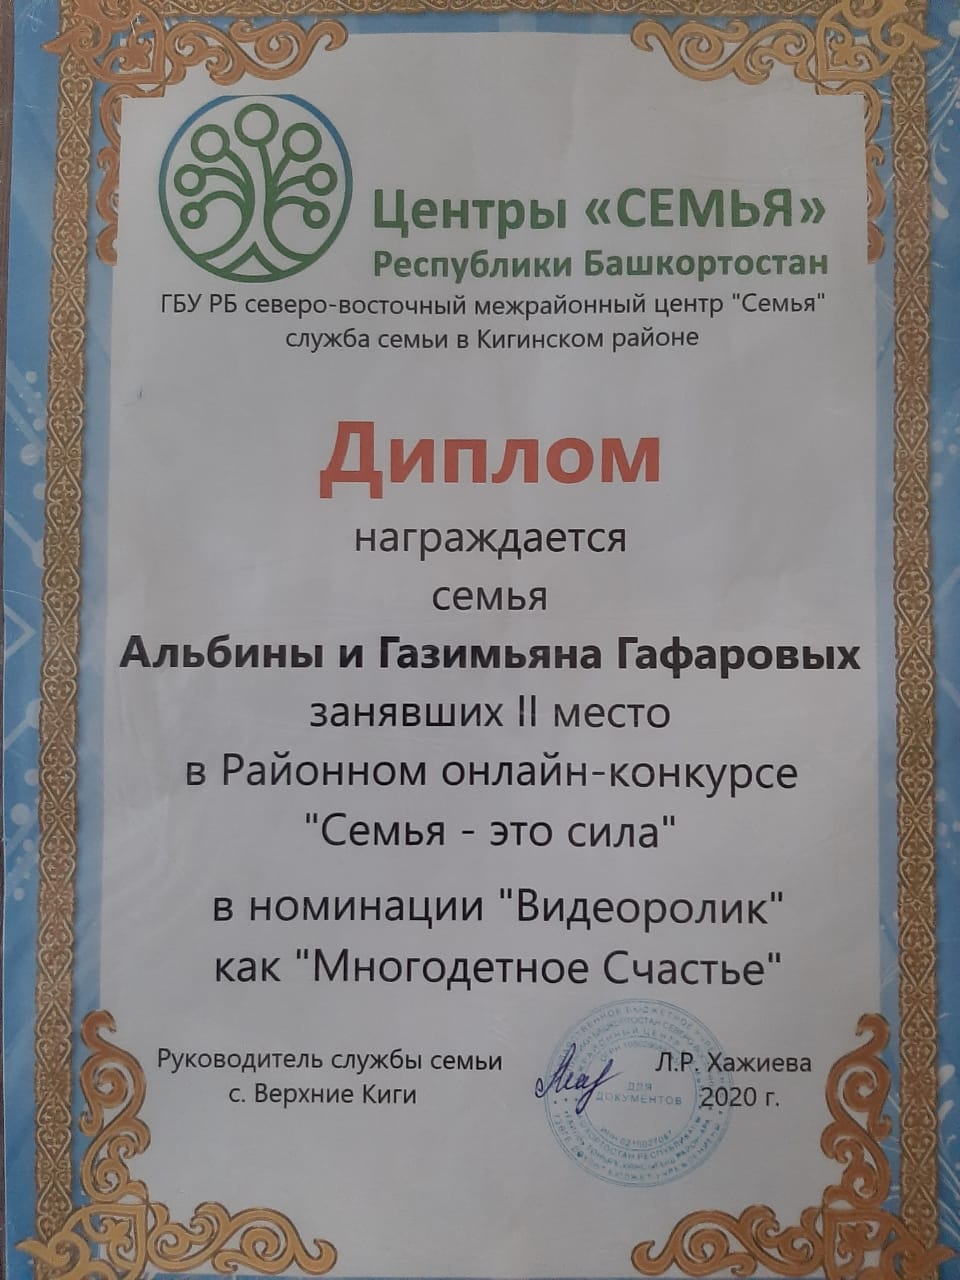 Центры «СЕМЬЯ»
Республики Башкортостан
ГБУ РБ северо-восточный межрайонный центр "Семья"
служба семьи в Кигинском районе
Диплом
награждается
семья
Альбины и Газимьяна Гафаровых
занявших II место
в Районном онлайн-конкурсе
"Семья - это сила"
в номинации "Видеоролик"
как "Многодетное Счастье"
Руководитель службы семьи
с. Верхние Киги
Л.Р. Хажиева
2020 г.
ДЛЯ
ДОКУМЕНТОВ